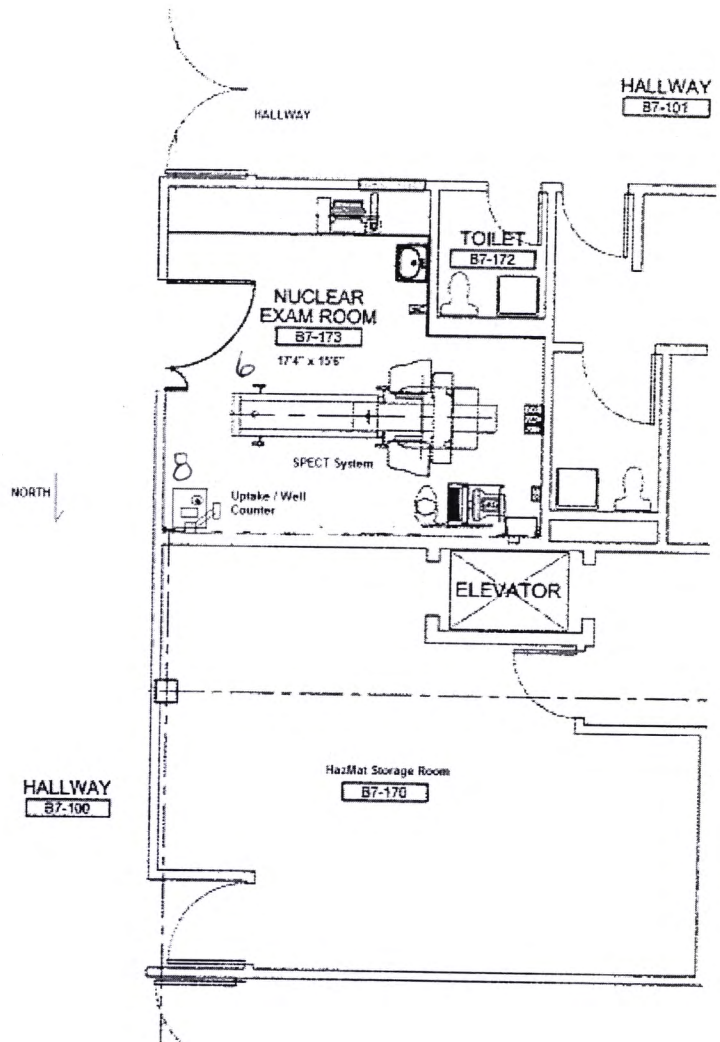 HALLWAY
HALLWAY
B7-101
TOILET
B7-172
NUCLEAR
EXAM ROOM
B7-173
17'4" x 15'6"
6
SPECT System
8
Uptake / Well
Counter
NORTH
ELEVATOR
HazMat Storage Room
B7-170
HALLWAY
B7-100